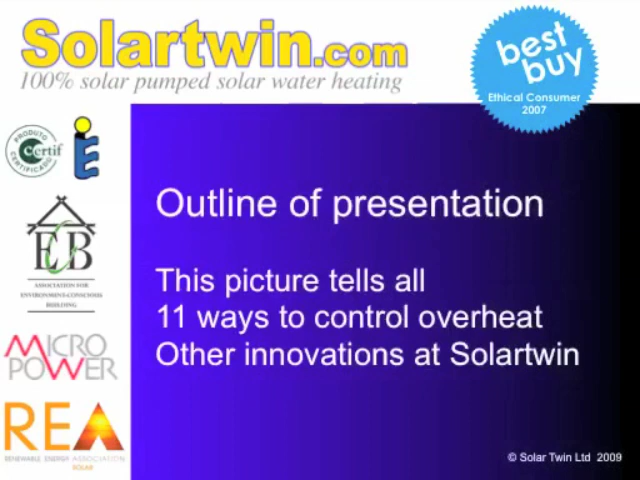 Solartwin.com
100% solar pumped solar water heating
best
buy
Ethical Consumer
2007
PRODUTO
Certif
CERTIFICADO
Outline of presentation
This picture tells all
11 ways to control overheat
Other innovations at Solartwin
ECB
ASSOCIATION FOR
ENVIRONMENT-CONSCIOUS
BUILDING
MICRO
POWER
REA
RENEWABLE ENERGY ASSOCIATION
SOLAR
© Solar Twin Ltd 2009